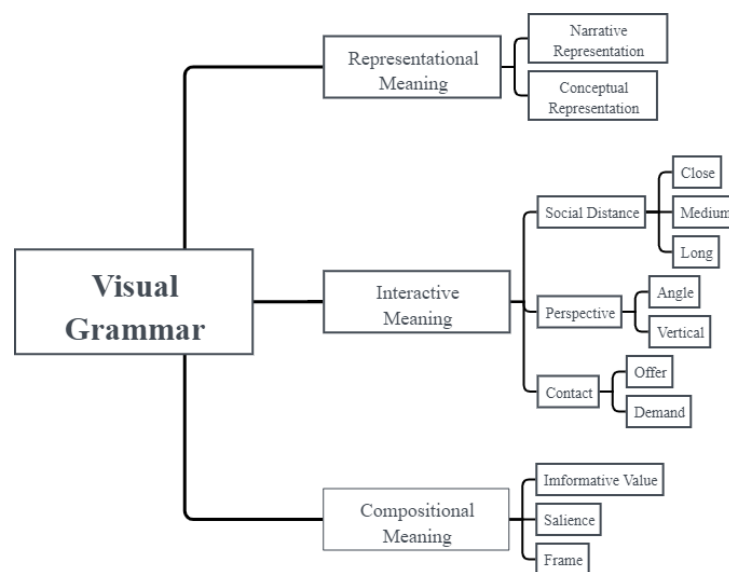 Visual
Grammar
Representational
Meaning
Narrative
Representation
Conceptual
Representation
Interactive
Meaning
Social Distance
Close
Medium
Long
Perspective
Angle
Vertical
Contact
Offer
Demand
Compositional
Meaning
Imformative Value
Salience
Frame